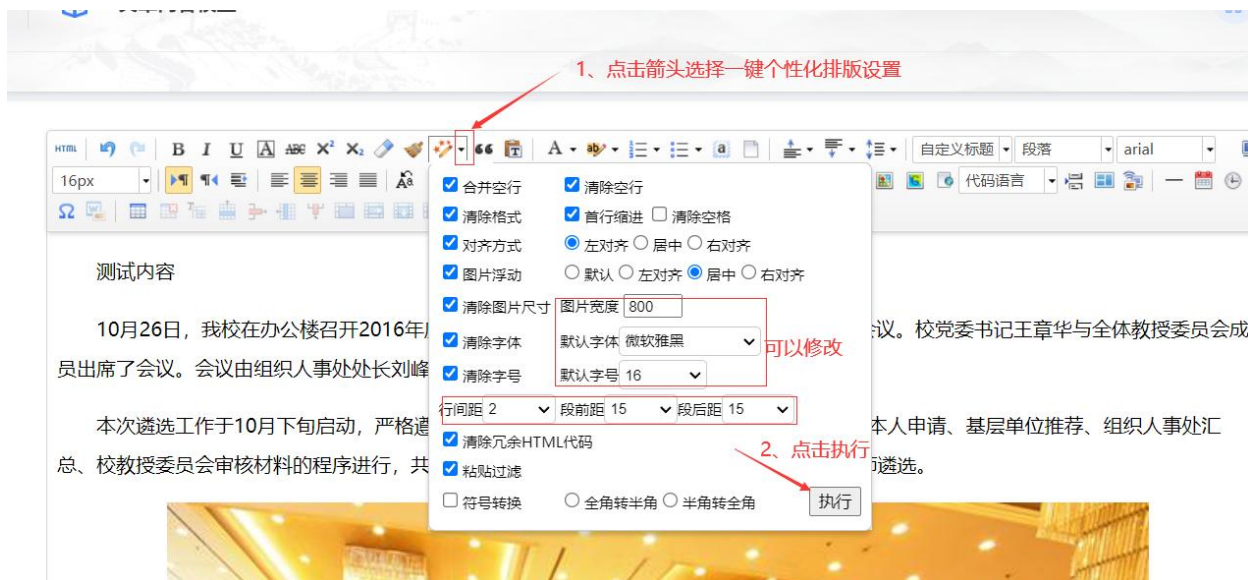 1、点击箭头选择一键个性化排版设置
HTML B I U A ABC X² X₂ A ab 自定义标题 段落 arial
16px 代码语言
Ω
合并空行 清除空行
清除格式 首行缩进 清除空格
对齐方式 左对齐 居中 右对齐
图片浮动 默认 左对齐 居中 右对齐
清除图片尺寸 图片宽度 800
清除字体 默认字体 微软雅黑 可以修改
清除字号 默认字号 16
行间距 2 段前距 15 段后距 15
清除冗余HTML代码
粘贴过滤
2、点击执行
符号转换 全角转半角 半角转全角 执行
测试内容
10月26日，我校在办公楼召开2016年 议。校党委书记王章华与全体教授委员会成
员出席了会议。会议由组织人事处处长刘峰
本次遴选工作于10月下旬启动，严格遵 本人申请、基层单位推荐、组织人事处汇
总、校教授委员会审核材料的程序进行，共 遴选。